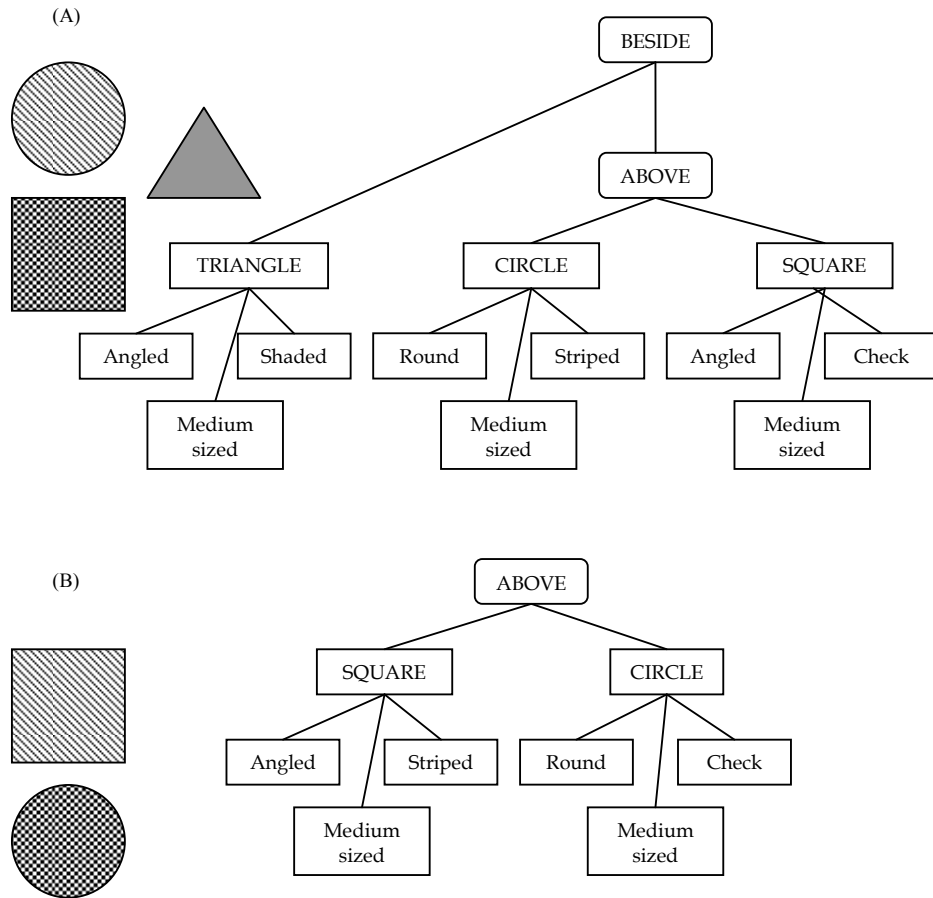 (A)
BESIDE
ABOVE
TRIANGLE
CIRCLE
SQUARE
Angled
Shaded
Round
Striped
Angled
Check
Medium
sized
Medium
sized
Medium
sized
(B)
ABOVE
SQUARE
CIRCLE
Angled
Striped
Round
Check
Medium
sized
Medium
sized